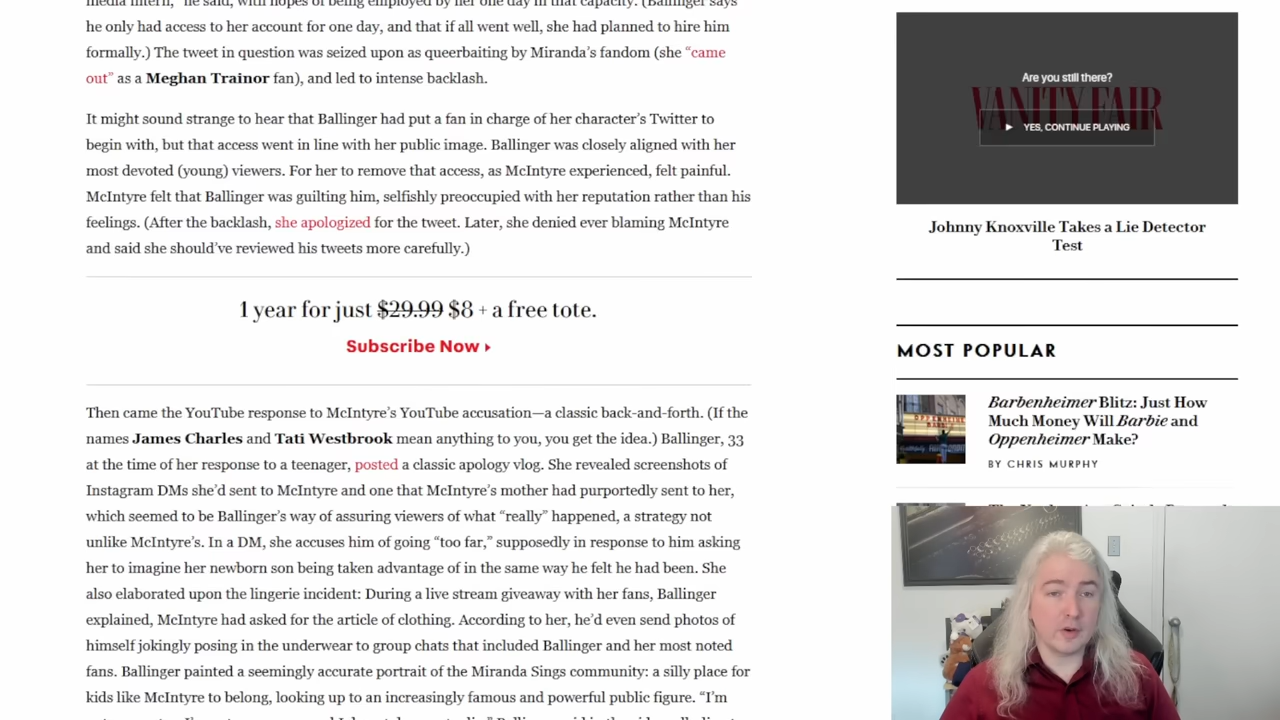 media intern," he said, with hopes of being employed by her one day in that capacity. (Ballinger says
he only had access to her account for one day, and that if all went well, she had planned to hire him
formally.) The tweet in question was seized upon as queerbaiting by Miranda's fandom (she "came
out" as a Meghan Trainor fan), and led to intense backlash.
It might sound strange to hear that Ballinger had put a fan in charge of her character's Twitter to
begin with, but that access went in line with her public image. Ballinger was closely aligned with her
most devoted (young) viewers. For her to remove that access, as McIntyre experienced, felt painful.
McIntyre felt that Ballinger was guilting him, selfishly preoccupied with her reputation rather than his
feelings. (After the backlash, she apologized for the tweet. Later, she denied ever blaming McIntyre
and said she should've reviewed his tweets more carefully.)
1 year for just $29.99 $8 + a free tote.
Subscribe Now
Then came the YouTube response to McIntyre's YouTube accusation—a classic back-and-forth. (If the
names James Charles and Tati Westbrook mean anything to you, you get the idea.) Ballinger, 33
at the time of her response to a teenager, posted a classic apology vlog. She revealed screenshots of
Instagram DMs she'd sent to McIntyre and one that McIntyre's mother had purportedly sent to her,
which seemed to be Ballinger's way of assuring viewers of what "really" happened, a strategy not
unlike McIntyre's. In a DM, she accuses him of going "too far," supposedly in response to him asking
her to imagine her newborn son being taken advantage of in the same way he felt he had been. She
also elaborated upon the lingerie incident: During a live stream giveaway with her fans, Ballinger
explained, McIntyre had asked for the article of clothing. According to her, he'd even send photos of
himself jokingly posing in the underwear to group chats that included Ballinger and her most noted
fans. Ballinger painted a seemingly accurate portrait of the Miranda Sings community: a silly place for
kids like McIntyre to belong, looking up to an increasingly famous and powerful public figure. "I'm
Are you still there?
VANITY FAIR
YES, CONTINUE PLAYING
Johnny Knoxville Takes a Lie Detector
Test
MOST POPULAR
Barbenheimer Blitz: Just How
Much Money Will Barbie and
Oppenheimer Make?
BY CHRIS MURPHY